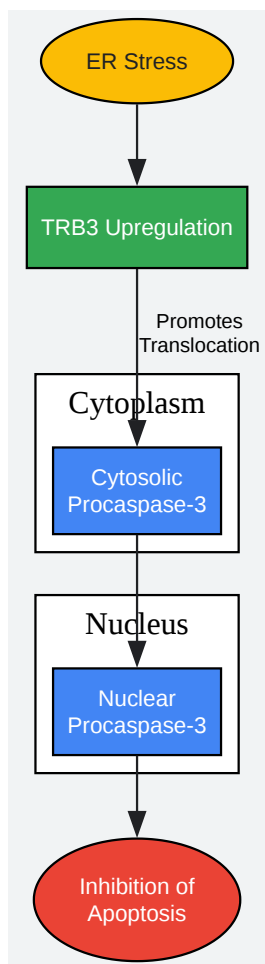 ER Stress
TRB3 Upregulation
Promotes
Translocation
Cytoplasm
Cytosolic
Procaspase-3
Nucleus
Nuclear
Procaspase-3
Inhibition of
Apoptosis